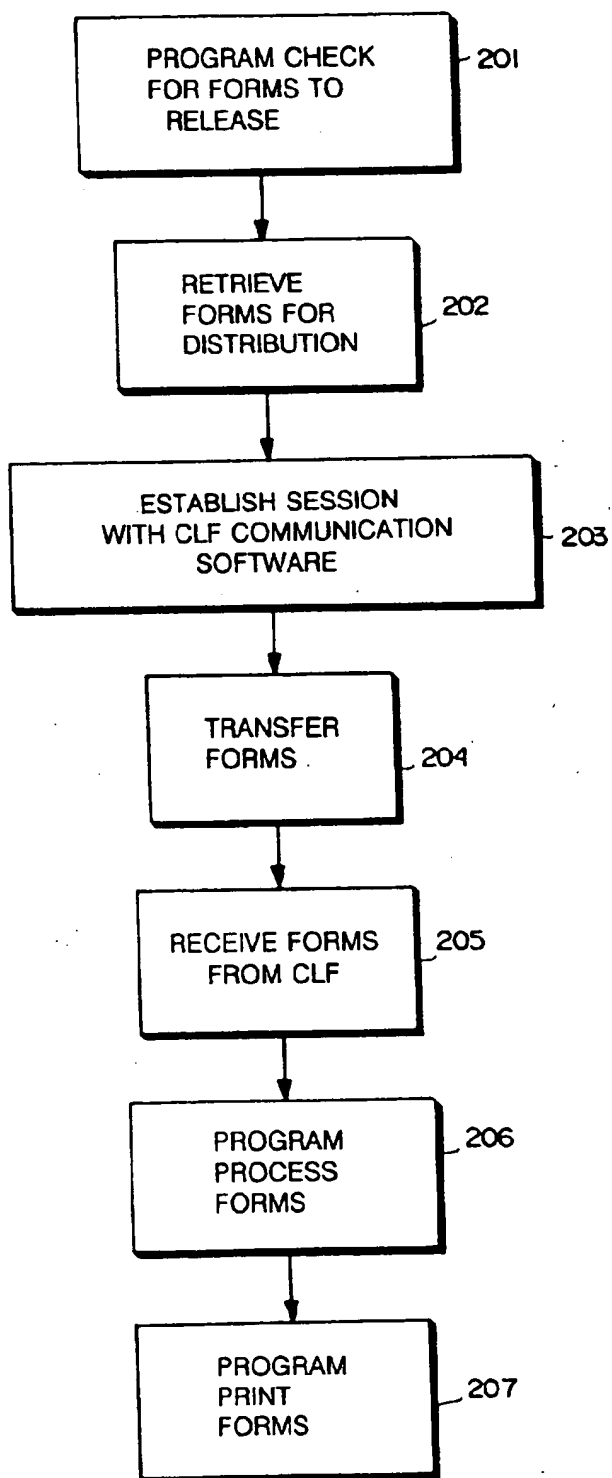 PROGRAM CHECK
FOR FORMS TO
RELEASE
201
RETRIEVE
FORMS FOR
DISTRIBUTION
202
ESTABLISH SESSION
WITH CLF COMMUNICATION
SOFTWARE
203
TRANSFER
FORMS
204
RECEIVE FORMS
FROM CLF
205
PROGRAM
PROCESS
FORMS
206
PROGRAM
PRINT
FORMS
207